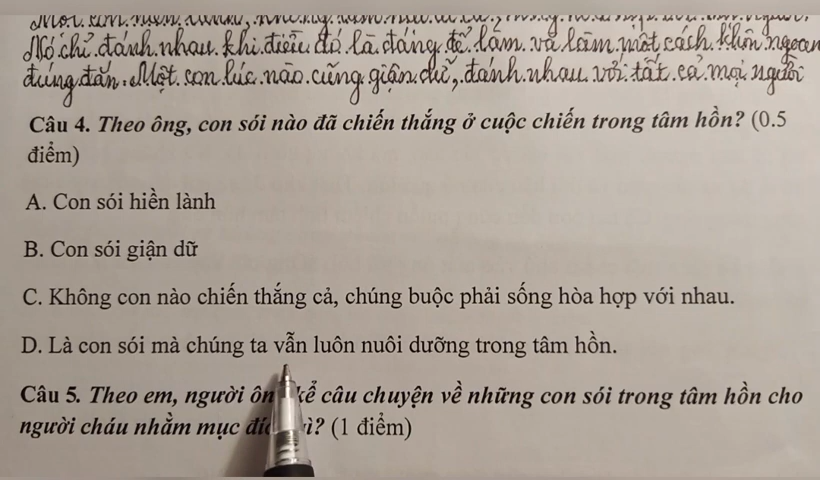 Nó chỉ đánh nhau khi điều đó là đáng để làm và làm một cách khôn ngoan
đúng đắn. Một con lúc nào cũng giận dữ, đánh nhau với tất cả mọi người
Câu 4. Theo ông, con sói nào đã chiến thắng ở cuộc chiến trong tâm hồn? (0.5
điểm)
A. Con sói hiền lành
B. Con sói giận dữ
C. Không con nào chiến thắng cả, chúng buộc phải sống hòa hợp với nhau.
D. Là con sói mà chúng ta vẫn luôn nuôi dưỡng trong tâm hồn.
Câu 5. Theo em, người ôn kể câu chuyện về những con sói trong tâm hồn cho
người cháu nhằm mục đíc ì? (1 điểm)